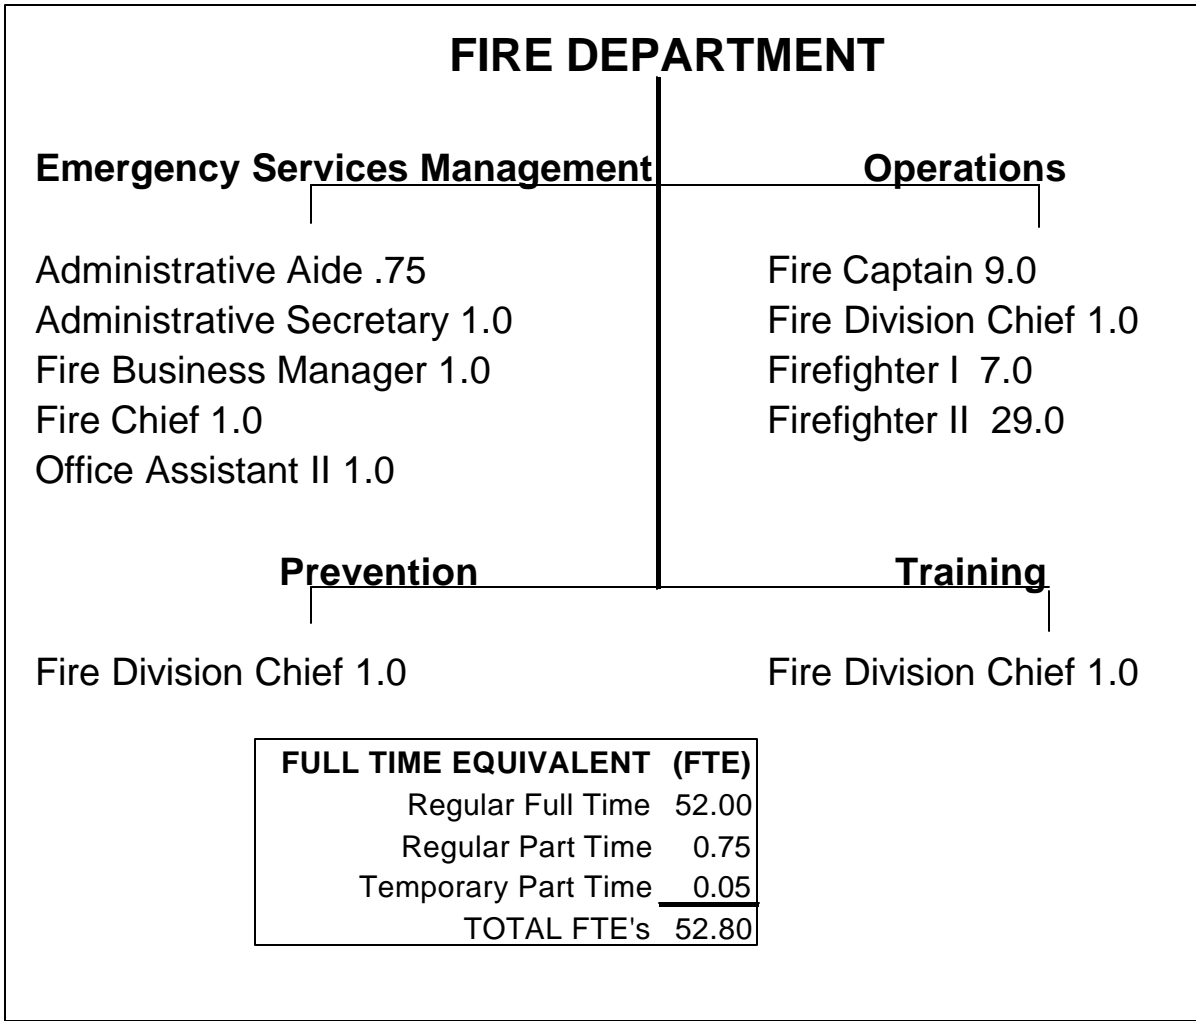 FIRE DEPARTMENT
Emergency Services Management
Administrative Aide .75
Administrative Secretary 1.0
Fire Business Manager 1.0
Fire Chief 1.0
Office Assistant II 1.0
Operations
Fire Captain 9.0
Fire Division Chief 1.0
Firefighter I 7.0
Firefighter II 29.0
Prevention
Fire Division Chief 1.0
Training
Fire Division Chief 1.0
FULL TIME EQUIVALENT (FTE)
Regular Full Time 52.00
Regular Part Time 0.75
Temporary Part Time 0.05
TOTAL FTE's 52.80